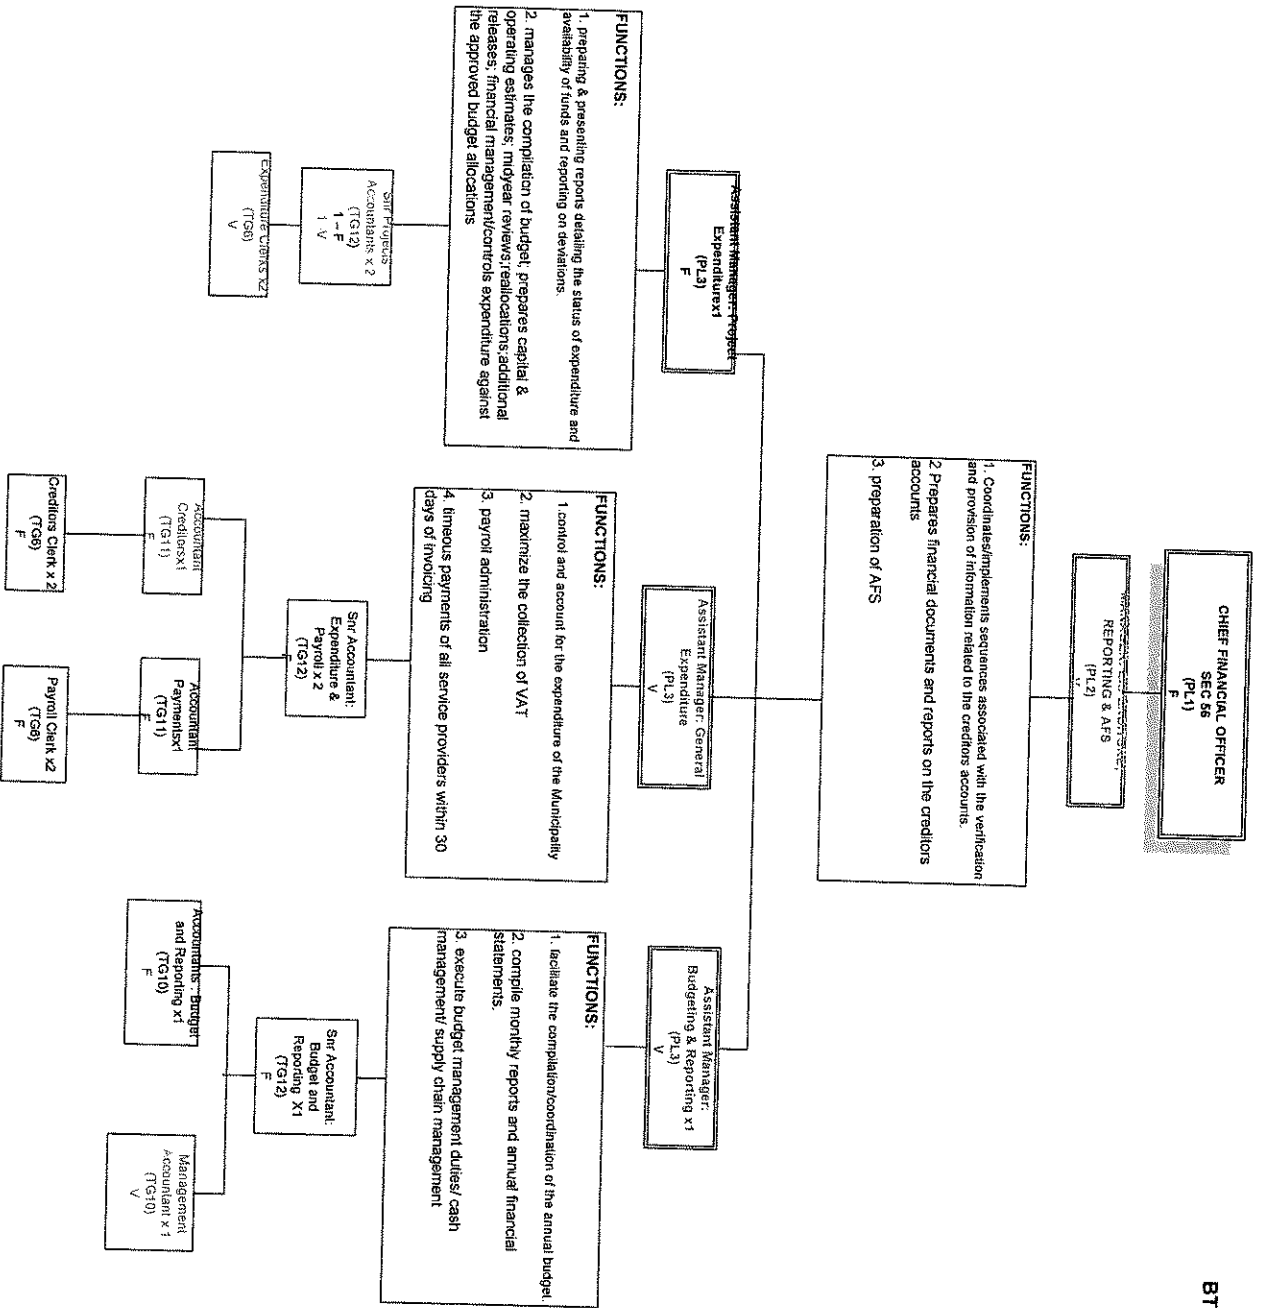 BT
CHIEF FINANCIAL OFFICER
SEC 56
(PL1)
F
REPORTING & AFS
(PL2)
FUNCTIONS:
1. Coordinates/implements sequences associated with the verification
and provision of information related to the creditors accounts.
2 Prepares financial documents and reports on the creditors
accounts
3. preparation of AFS
Assistant Manager: Project
Expenditurex1
(PL3)
F
FUNCTIONS:
1. preparing & presenting reports detailing the status of expenditure and
availability of funds and reporting on deviations.
2. manages the compilation of budget; prepares capital &
operating estimates; midyear reviews;reallocations;additional
releases; financial management/controls expenditure against
the approved budget allocations
Snr Projects
Accountants x 2
(TG12)
1 – F
1 V
Expenditure Clerks x2
(TG6)
V
Assistant Manager: General
Expenditure
(PL3)
V
FUNCTIONS:
1.control and account for the expenditure of the Municipality
2. maximize the collection of VAT
3. payroll administration
4. timeous payments of all service providers within 30
days of invoicing
Snr Accountant:
Expenditure &
Payroll x 2
(TG12)
F
Accountant
Creditorsx1
(TG11)
F
Creditors Clerk x 2
(TG6)
F
Accountant
Paymentsx1
(TG11)
F
Payroll Clerk x2
(TG6)
F
Assistant Manager:
Budgeting & Reporting x1
(PL3)
V
FUNCTIONS:
1. facilitate the compilation/coordination of the annual budget.
2. compile monthly reports and annual financial
statements.
3. execute budget management duties/ cash
management/ supply chain management
Snr Accountant:
Budget and
Reporting X1
(TG12)
F
Accountants : Budget
and Reporting x1
(TG10)
F
Management
Accountant x 1
(TG10)
V